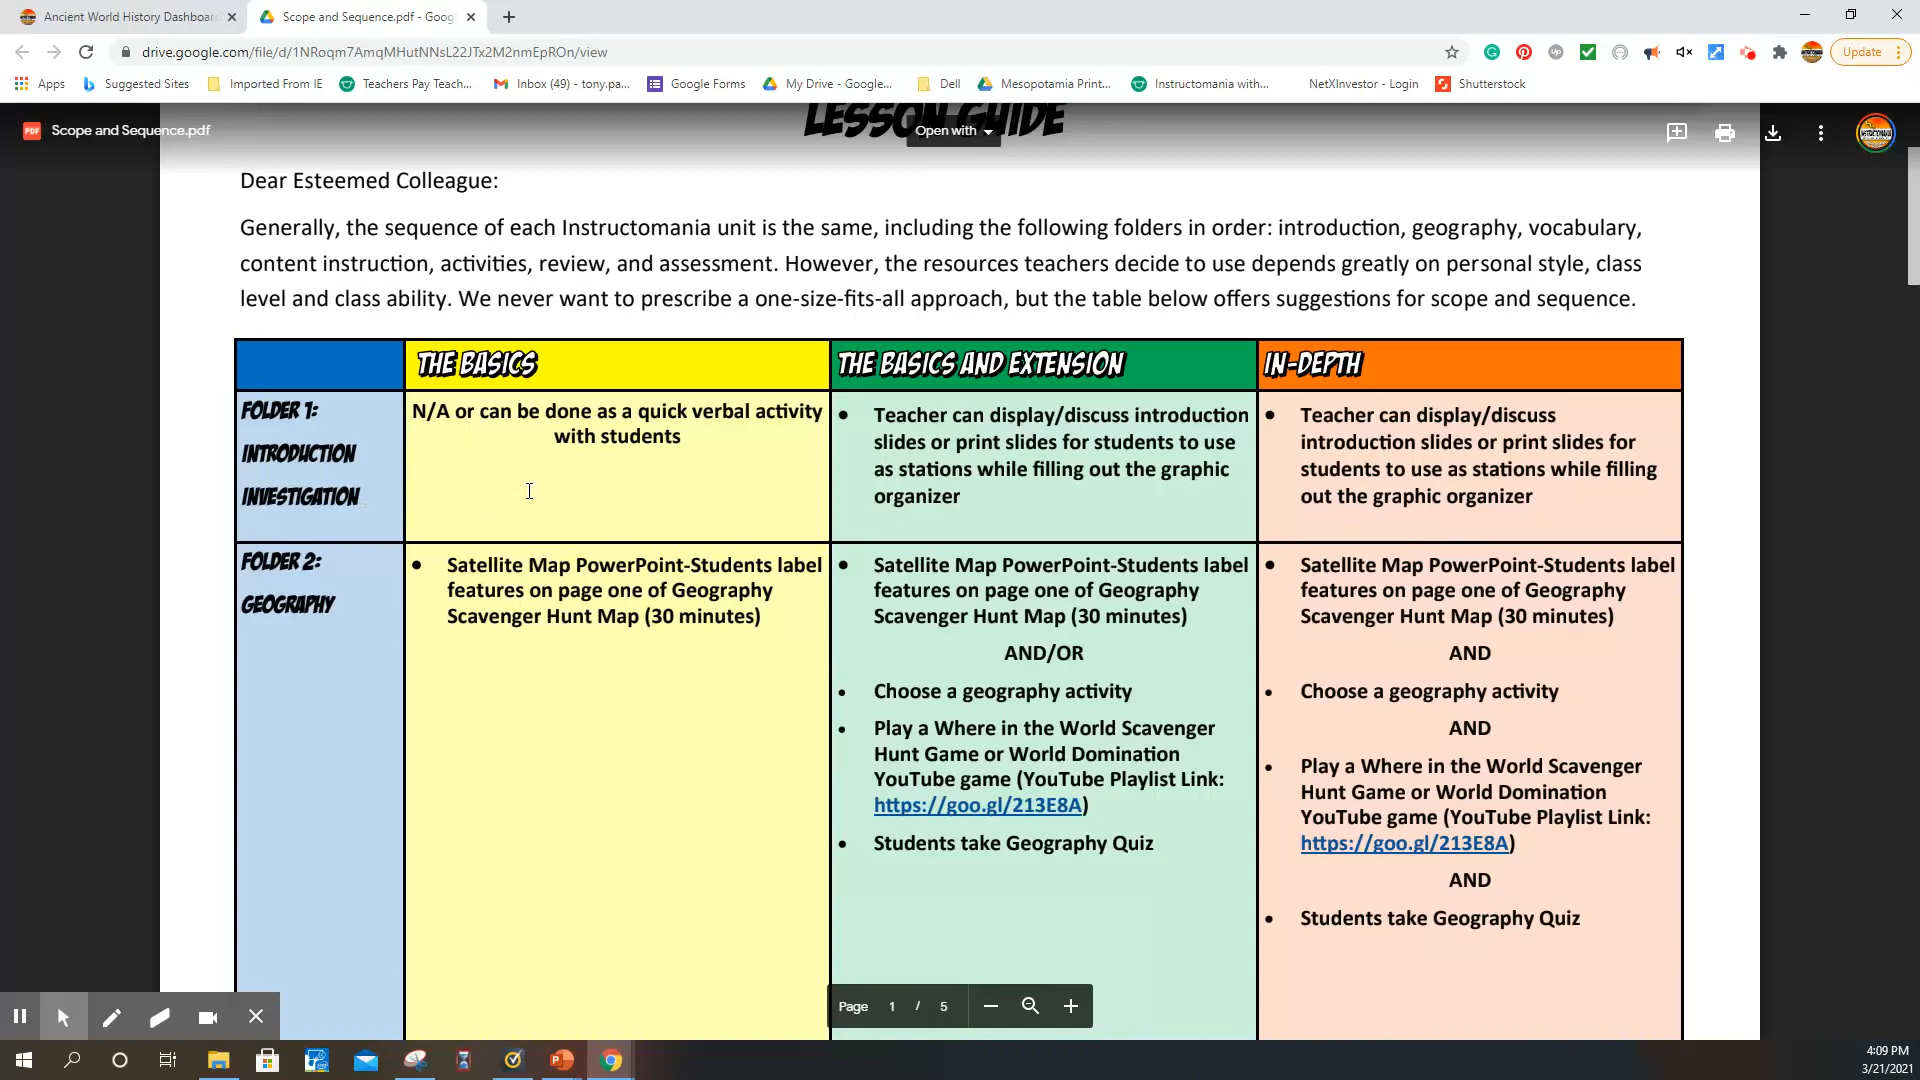 Ancient World History Dashboar
Scope and Sequence.pdf - Goog
drive.google.com/file/d/1NRoqm7AmqMHutNNsL22JTx2M2nmEpROn/view
Update
Apps
Suggested Sites
Imported From IE
Teachers Pay Teach...
Inbox (49) - tony.pa...
Google Forms
My Drive - Google...
Dell
Mesopotamia Print...
Instructomania with...
NetXInvestor - Login
Shutterstock
LESSON GUIDE
PDF
Scope and Sequence.pdf
Open with
Dear Esteemed Colleague:
Generally, the sequence of each Instructomania unit is the same, including the following folders in order: introduction, geography, vocabulary,
content instruction, activities, review, and assessment. However, the resources teachers decide to use depends greatly on personal style, class
level and class ability. We never want to prescribe a one-size-fits-all approach, but the table below offers suggestions for scope and sequence.
THE BASICS
THE BASICS AND EXTENSION
IN-DEPTH
FOLDER 1:
INTRODUCTION
INVESTIGATION
N/A or can be done as a quick verbal activity
with students
• Teacher can display/discuss introduction
slides or print slides for students to use
as stations while filling out the graphic
organizer
• Teacher can display/discuss
introduction slides or print slides for
students to use as stations while filling
out the graphic organizer
FOLDER 2:
GEOGRAPHY
• Satellite Map PowerPoint-Students label
features on page one of Geography
Scavenger Hunt Map (30 minutes)
• Satellite Map PowerPoint-Students label
features on page one of Geography
Scavenger Hunt Map (30 minutes)
AND/OR
• Choose a geography activity
• Play a Where in the World Scavenger
Hunt Game or World Domination
YouTube game (YouTube Playlist Link:
https://goo.gl/213E8A)
• Students take Geography Quiz
• Satellite Map PowerPoint-Students label
features on page one of Geography
Scavenger Hunt Map (30 minutes)
AND
• Choose a geography activity
AND
• Play a Where in the World Scavenger
Hunt Game or World Domination
YouTube game (YouTube Playlist Link:
https://goo.gl/213E8A)
AND
• Students take Geography Quiz
Page 1 / 5
4:09 PM
3/21/2021